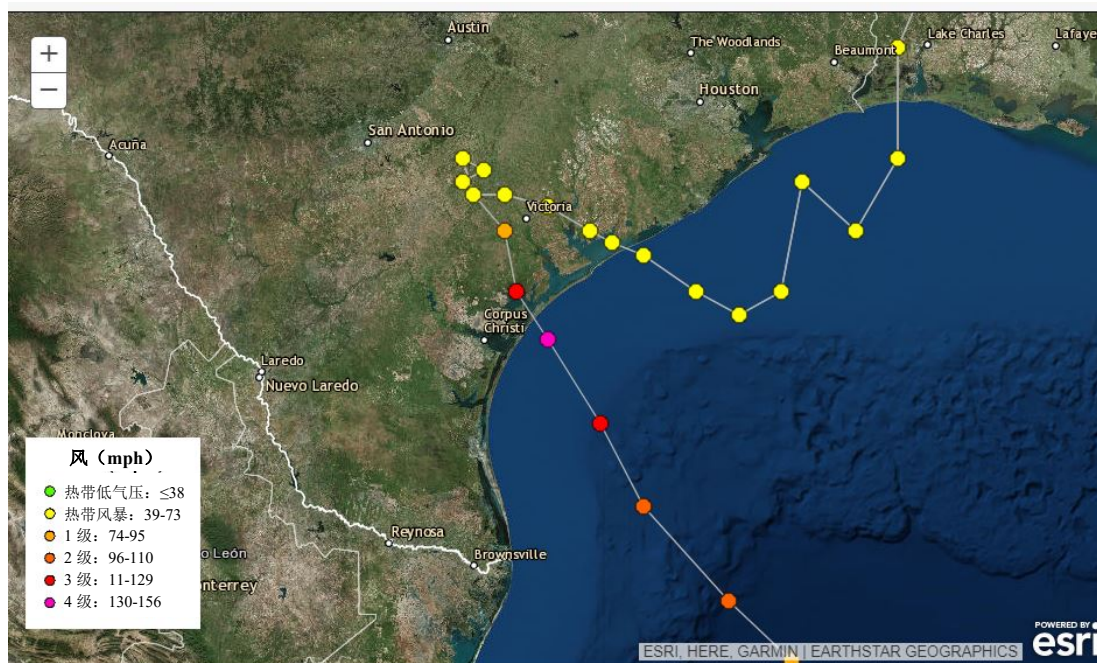 +
Austin
The Woodlands
Beaumont
Lake Charles
Lafaye
−
Houston
San Antonio
Acuña
Victoria
Corpus
Christi
Laredo
Nuevo Laredo
Monclova
风（mph）
热带低气压：≤38
热带风暴：39-73
1 级：74-95
2 级：96-110
3 级：11-129
4 级：130-156
Reynosa
o León
Brownsville
onterrey
POWERED BY
esri
ESRI, HERE, GARMIN | EARTHSTAR GEOGRAPHICS